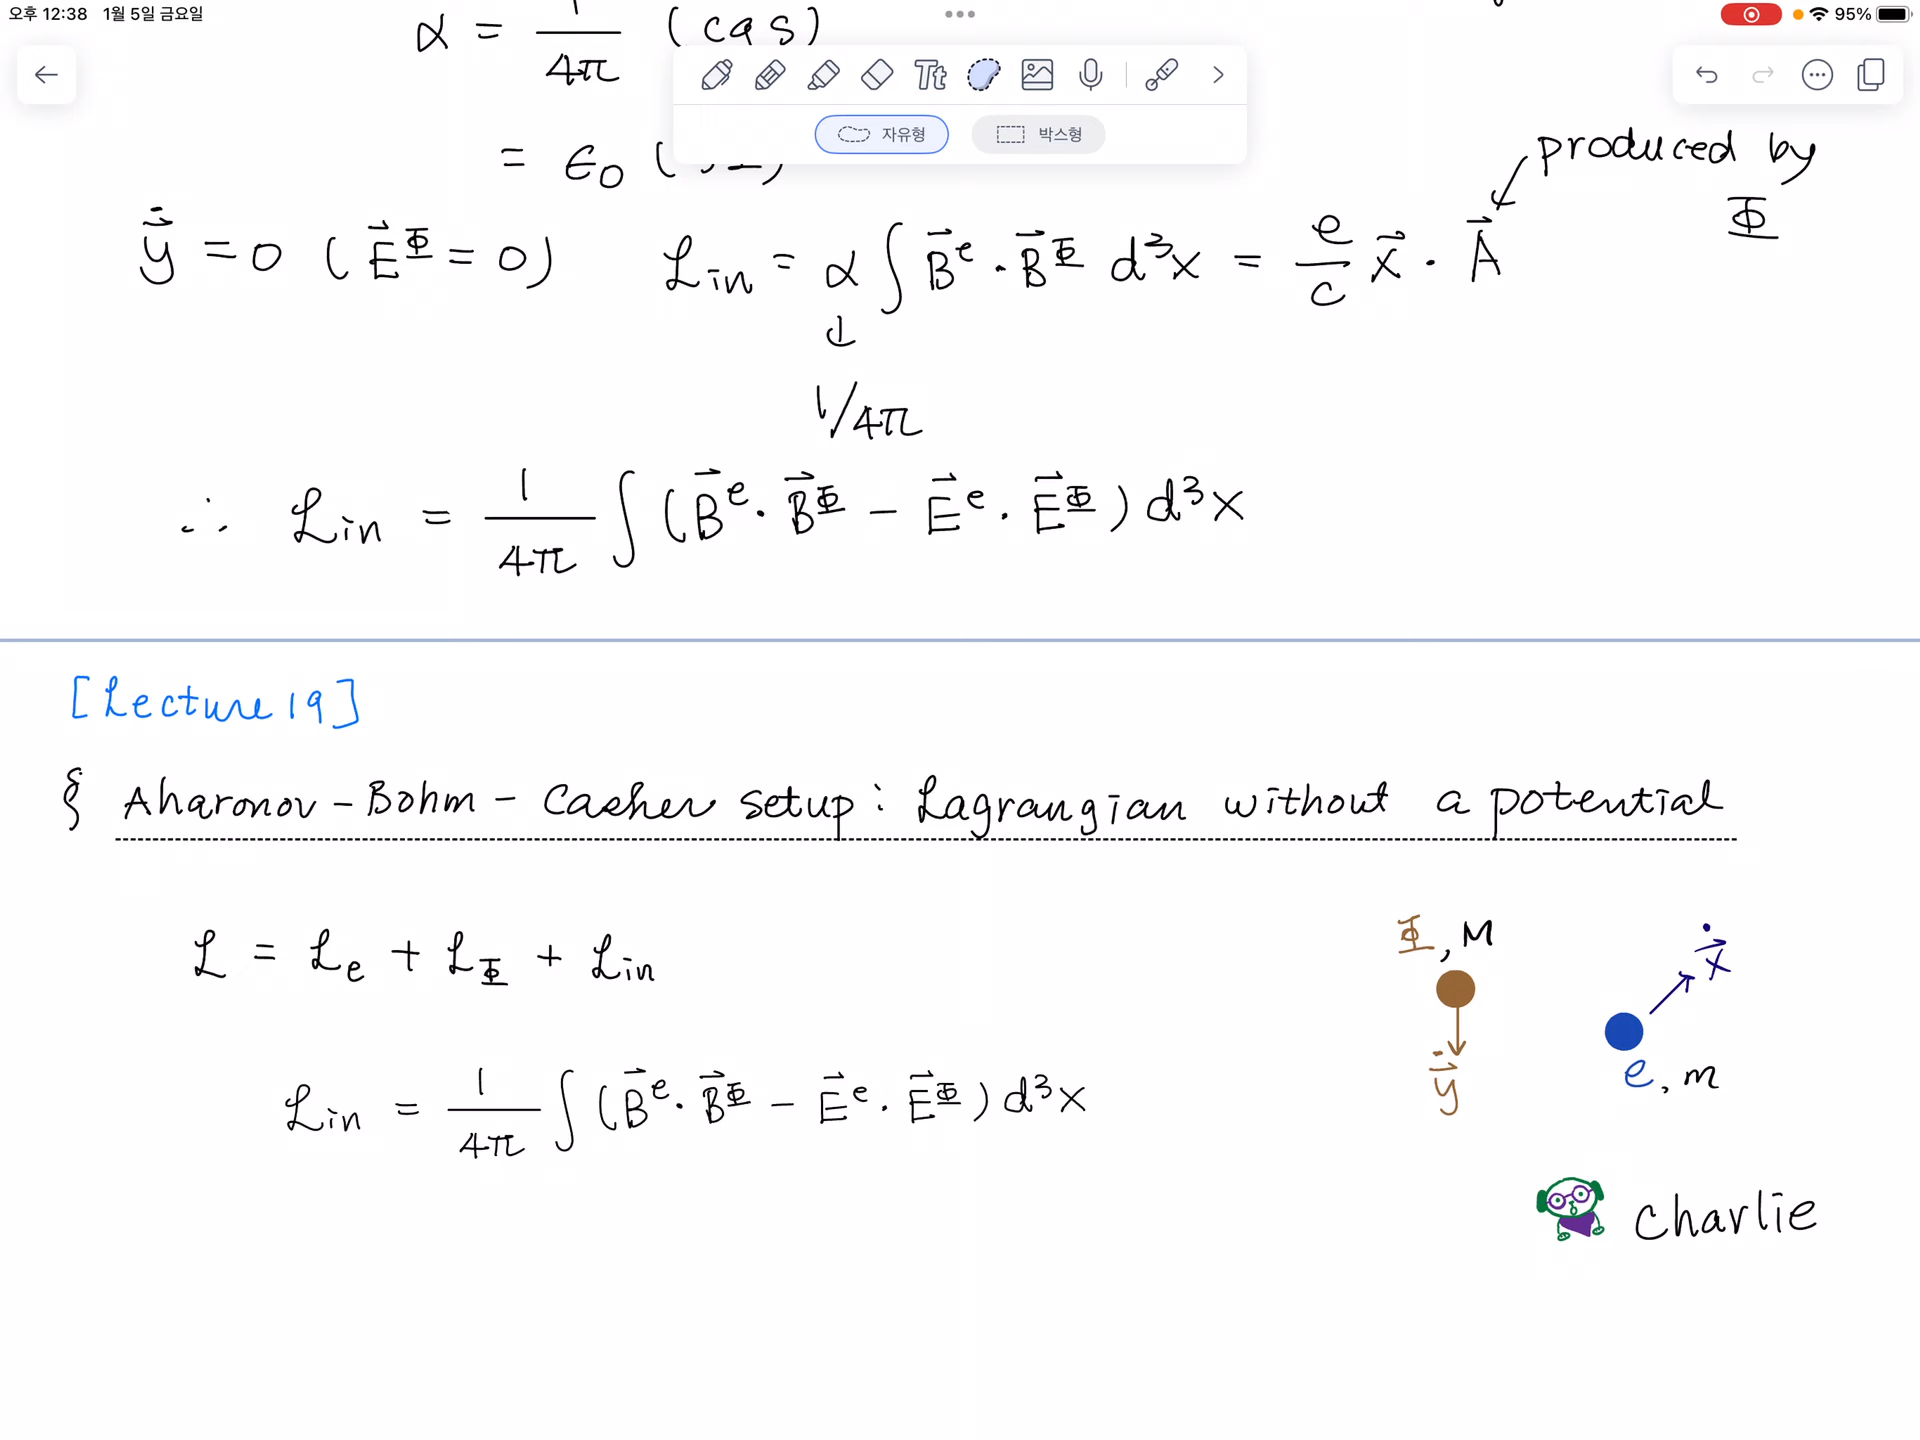 오후 12:38 1월 5일 금요일
95%
α = 1/4π (cgs)
자유형 박스형
= ε₀ (
produced by
Φ
ẏ⃗ = 0 (E⃗^Φ = 0) L_in = α ∫ B⃗^e · B⃗^Φ d³x = e/c ẋ⃗ · A⃗
↓
1/4π
∴ L_in = 1/4π ∫ (B⃗^e · B⃗^Φ − E⃗^e · E⃗^Φ) d³x
[Lecture 19]
§ Aharonov - Bohm - Casher setup : Lagrangian without a potential
L = L_e + L_Φ + L_in
Φ, M
ẋ⃗
e, m
ẏ⃗
L_in = 1/4π ∫ (B⃗^e · B⃗^Φ − E⃗^e · E⃗^Φ) d³x
charlie